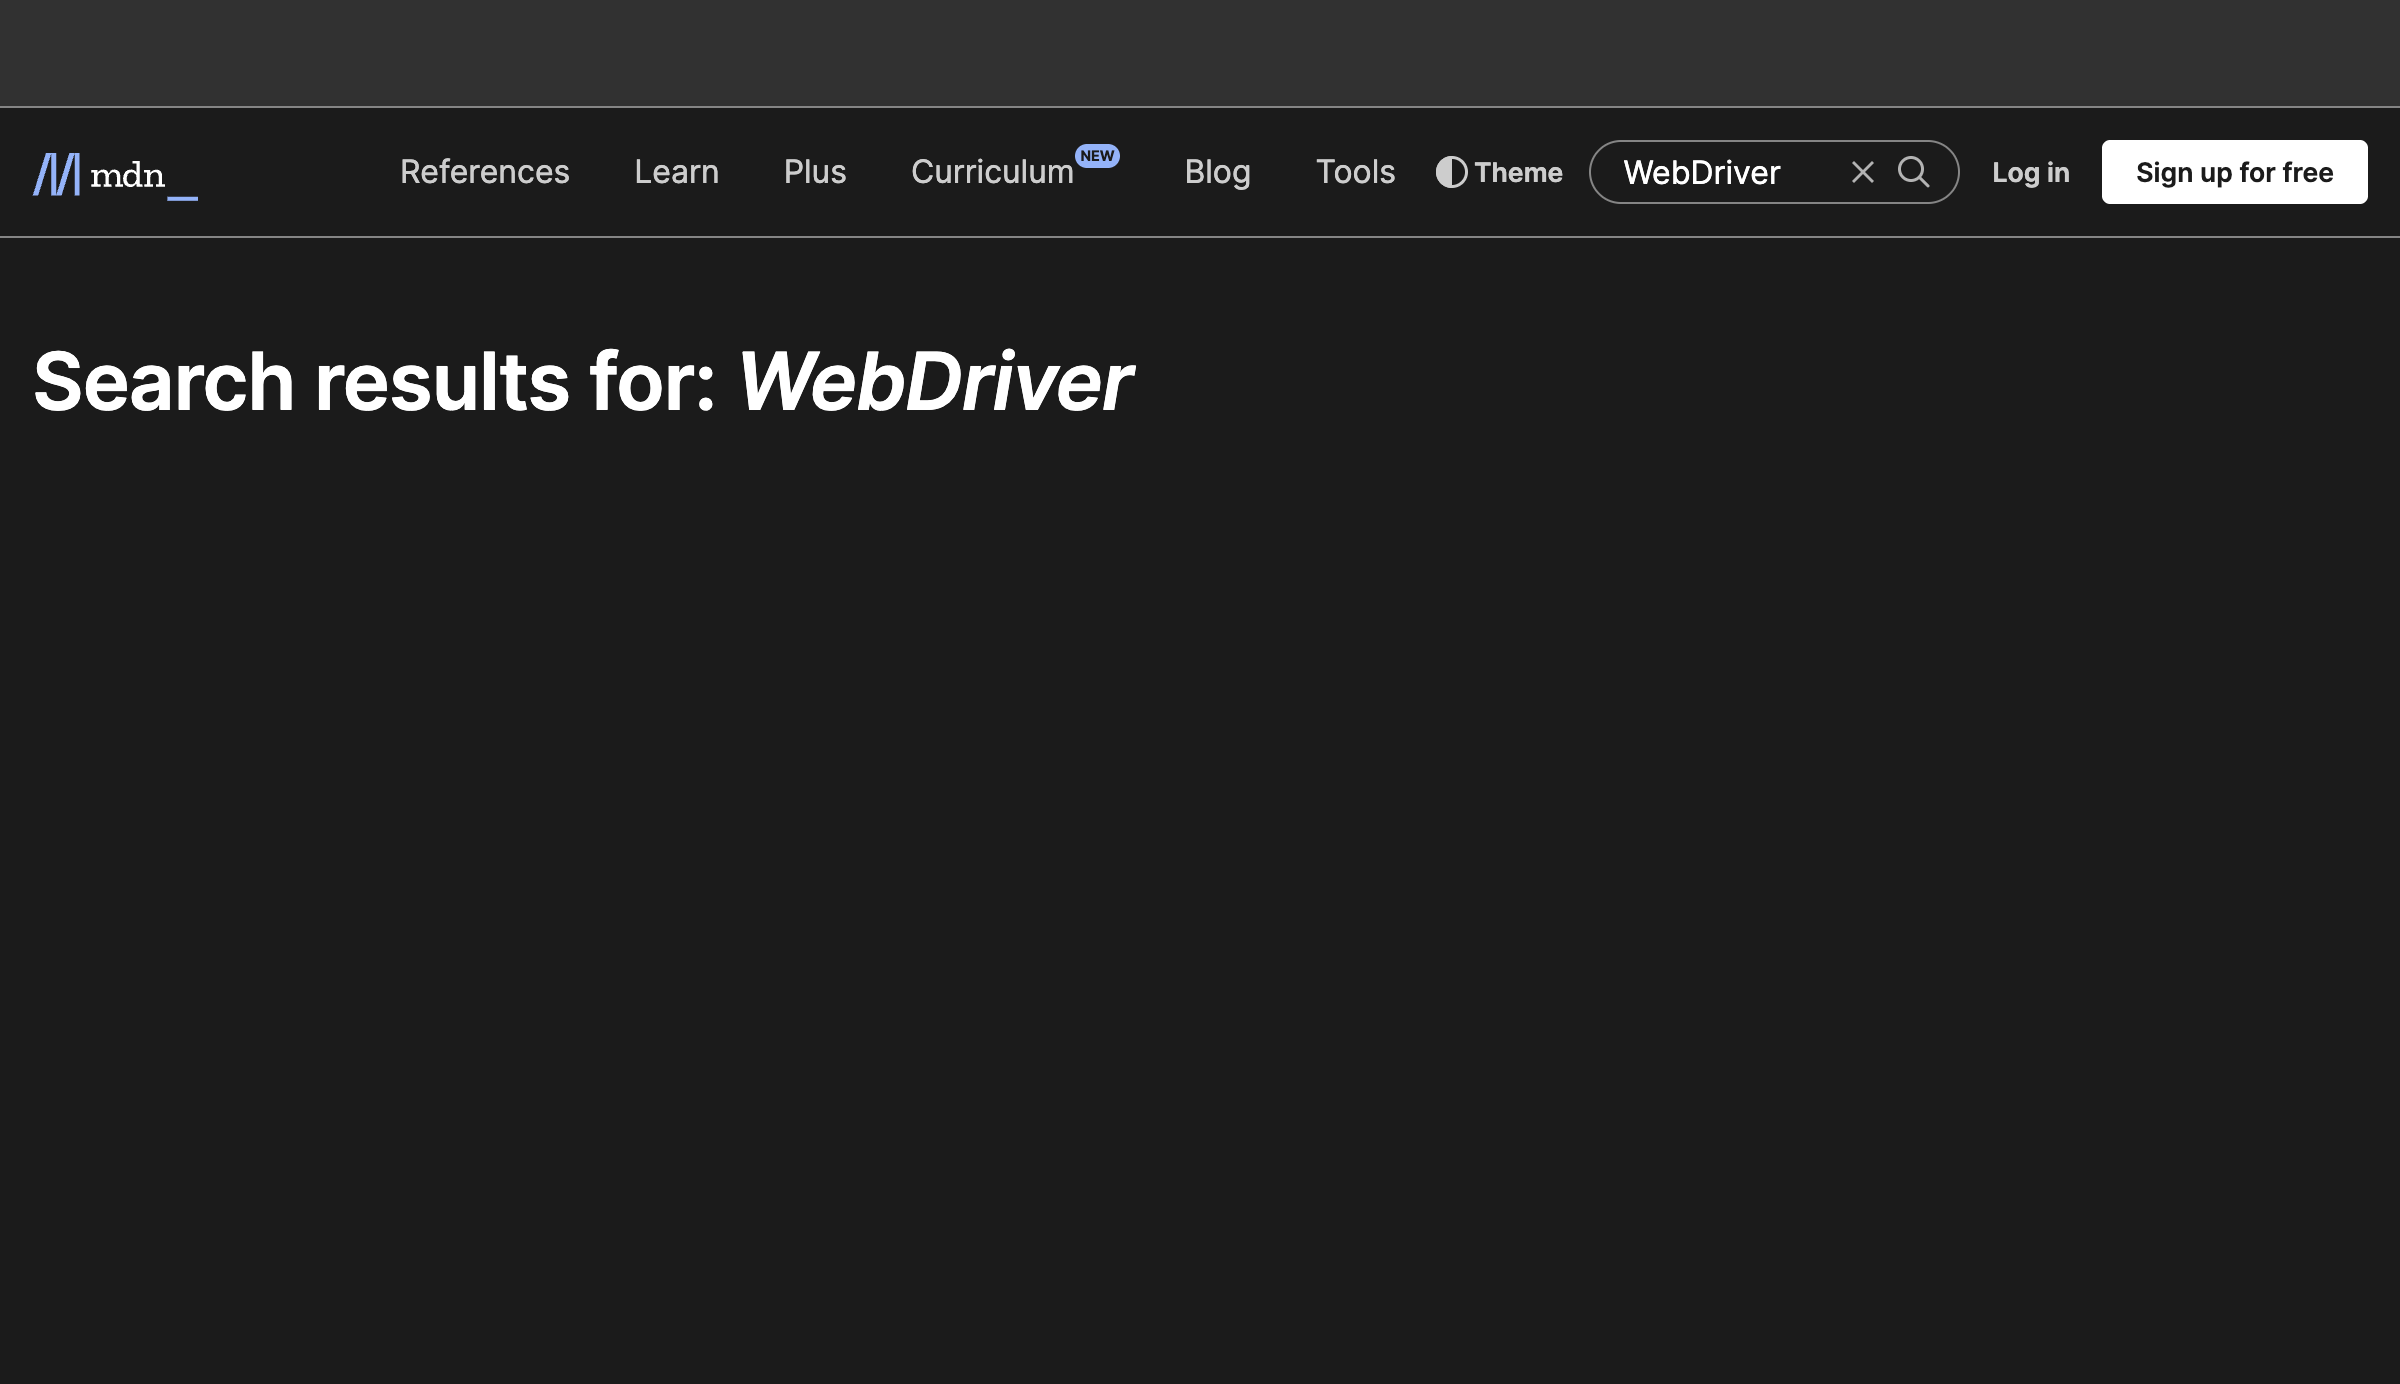 mdn_
References Learn Plus Curriculum NEW Blog Tools Theme WebDriver Log in Sign up for free
Search results for: WebDriver